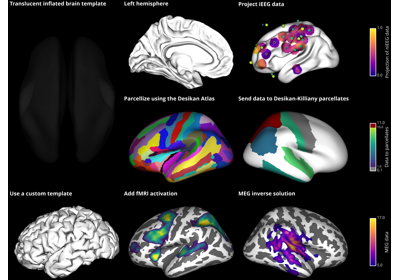 Translucent inflated brain template
Left hemisphere
Project iEEG data
Parcellize using the Desikan Atlas
Send data to Desikan-Killiany parcellates
Use a custom template
Add fMRI activation
MEG inverse solution
Projection of iEEG data
Data to parcellates
MEG data